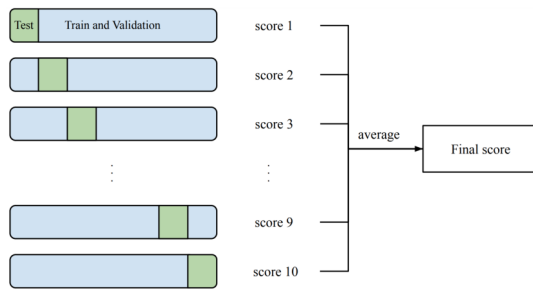 Test Train and Validation score 1
score 2
score 3
average
Final score
score 9
score 10